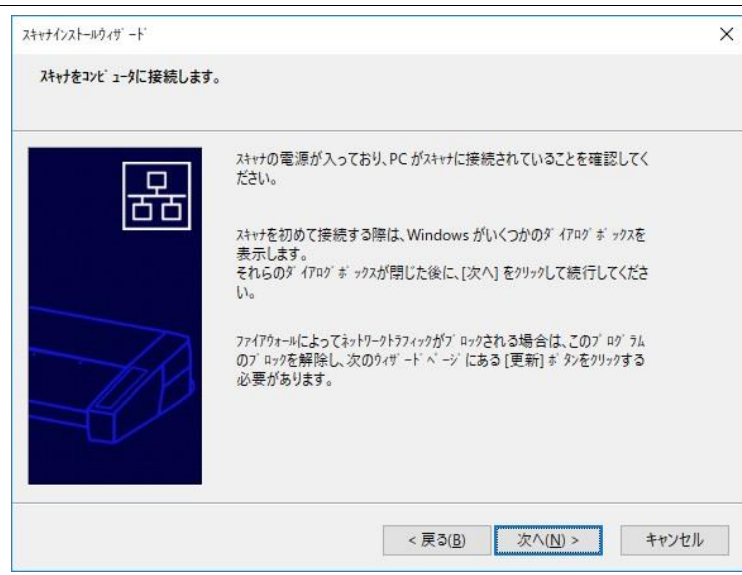 ｽｷｬﾅｲﾝｽﾄｰﾙｳｨｻﾞｰﾄﾞ
ｽｷｬﾅをｺﾝﾋﾟｭｰﾀに接続します。
ｽｷｬﾅの電源が入っており、PC がｽｷｬﾅに接続されていることを確認してく
ださい。
ｽｷｬﾅを初めて接続する際は、Windows がいくつかのﾀﾞｲｱﾛｸﾞﾎﾞｯｸｽを
表示します。
それらのﾀﾞｲｱﾛｸﾞﾎﾞｯｸｽが閉じた後に、[次へ] をｸﾘｯｸして続行してくださ
い。
ﾌｧｲｱｳｫｰﾙによってﾈｯﾄﾜｰｸﾄﾗﾌｨｯｸがﾌﾞﾛｯｸされる場合は、このﾌﾟﾛｸﾞﾗﾑ
のﾌﾞﾛｯｸを解除し、次のｳｨｻﾞｰﾄﾞﾍﾟｰｼﾞにある [更新] ﾎﾞﾀﾝをｸﾘｯｸする
必要があります。
< 戻る(B) 次へ(N) > キャンセル